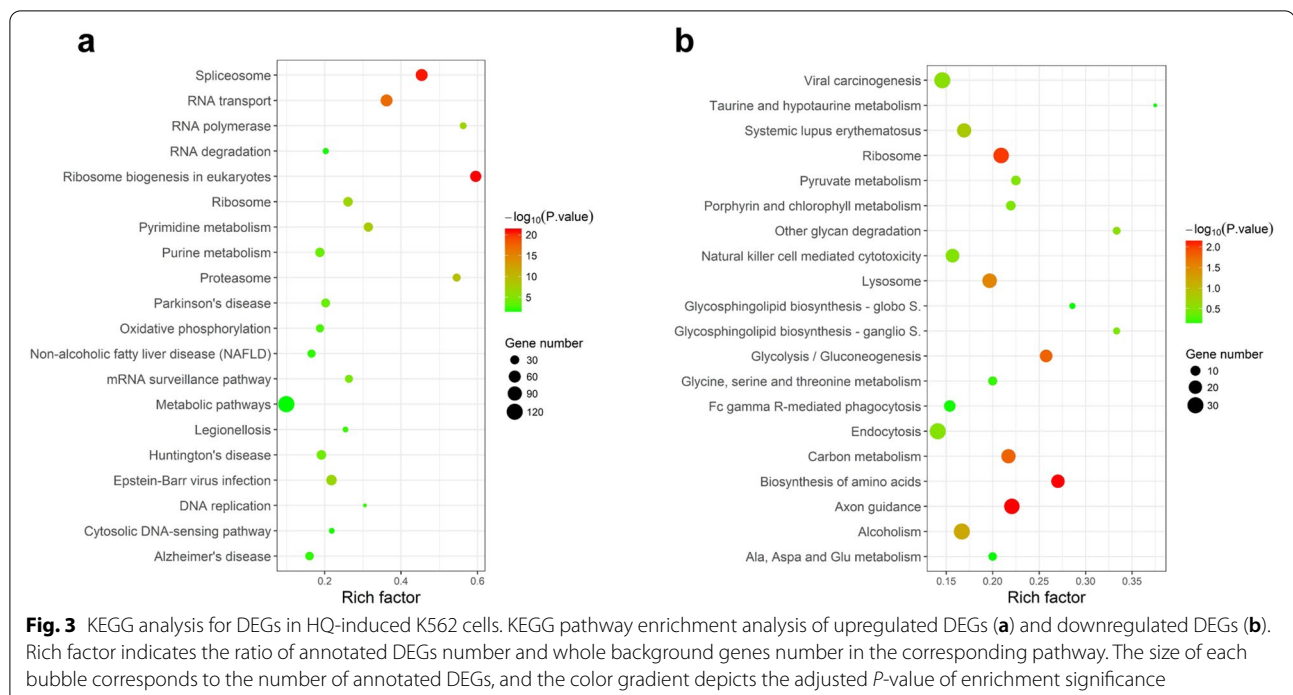 a
Spliceosome
RNA transport
RNA polymerase
RNA degradation
Ribosome biogenesis in eukaryotes
Ribosome
Pyrimidine metabolism
Purine metabolism
Proteasome
Parkinson's disease
Oxidative phosphorylation
Non-alcoholic fatty liver disease (NAFLD)
mRNA surveillance pathway
Metabolic pathways
Legionellosis
Huntington's disease
Epstein-Barr virus infection
DNA replication
Cytosolic DNA-sensing pathway
Alzheimer's disease
0.2 0.4 0.6
Rich factor
−log₁₀(P.value)
20
15
10
5
Gene number
30
60
90
120
b
Viral carcinogenesis
Taurine and hypotaurine metabolism
Systemic lupus erythematosus
Ribosome
Pyruvate metabolism
Porphyrin and chlorophyll metabolism
Other glycan degradation
Natural killer cell mediated cytotoxicity
Lysosome
Glycosphingolipid biosynthesis - globo S.
Glycosphingolipid biosynthesis - ganglio S.
Glycolysis / Gluconeogenesis
Glycine, serine and threonine metabolism
Fc gamma R-mediated phagocytosis
Endocytosis
Carbon metabolism
Biosynthesis of amino acids
Axon guidance
Alcoholism
Ala, Aspa and Glu metabolism
0.15 0.20 0.25 0.30 0.35
Rich factor
−log₁₀(P.value)
2.0
1.5
1.0
0.5
Gene number
10
20
30
Fig. 3 KEGG analysis for DEGs in HQ-induced K562 cells. KEGG pathway enrichment analysis of upregulated DEGs (a) and downregulated DEGs (b).
Rich factor indicates the ratio of annotated DEGs number and whole background genes number in the corresponding pathway. The size of each
bubble corresponds to the number of annotated DEGs, and the color gradient depicts the adjusted P-value of enrichment significance